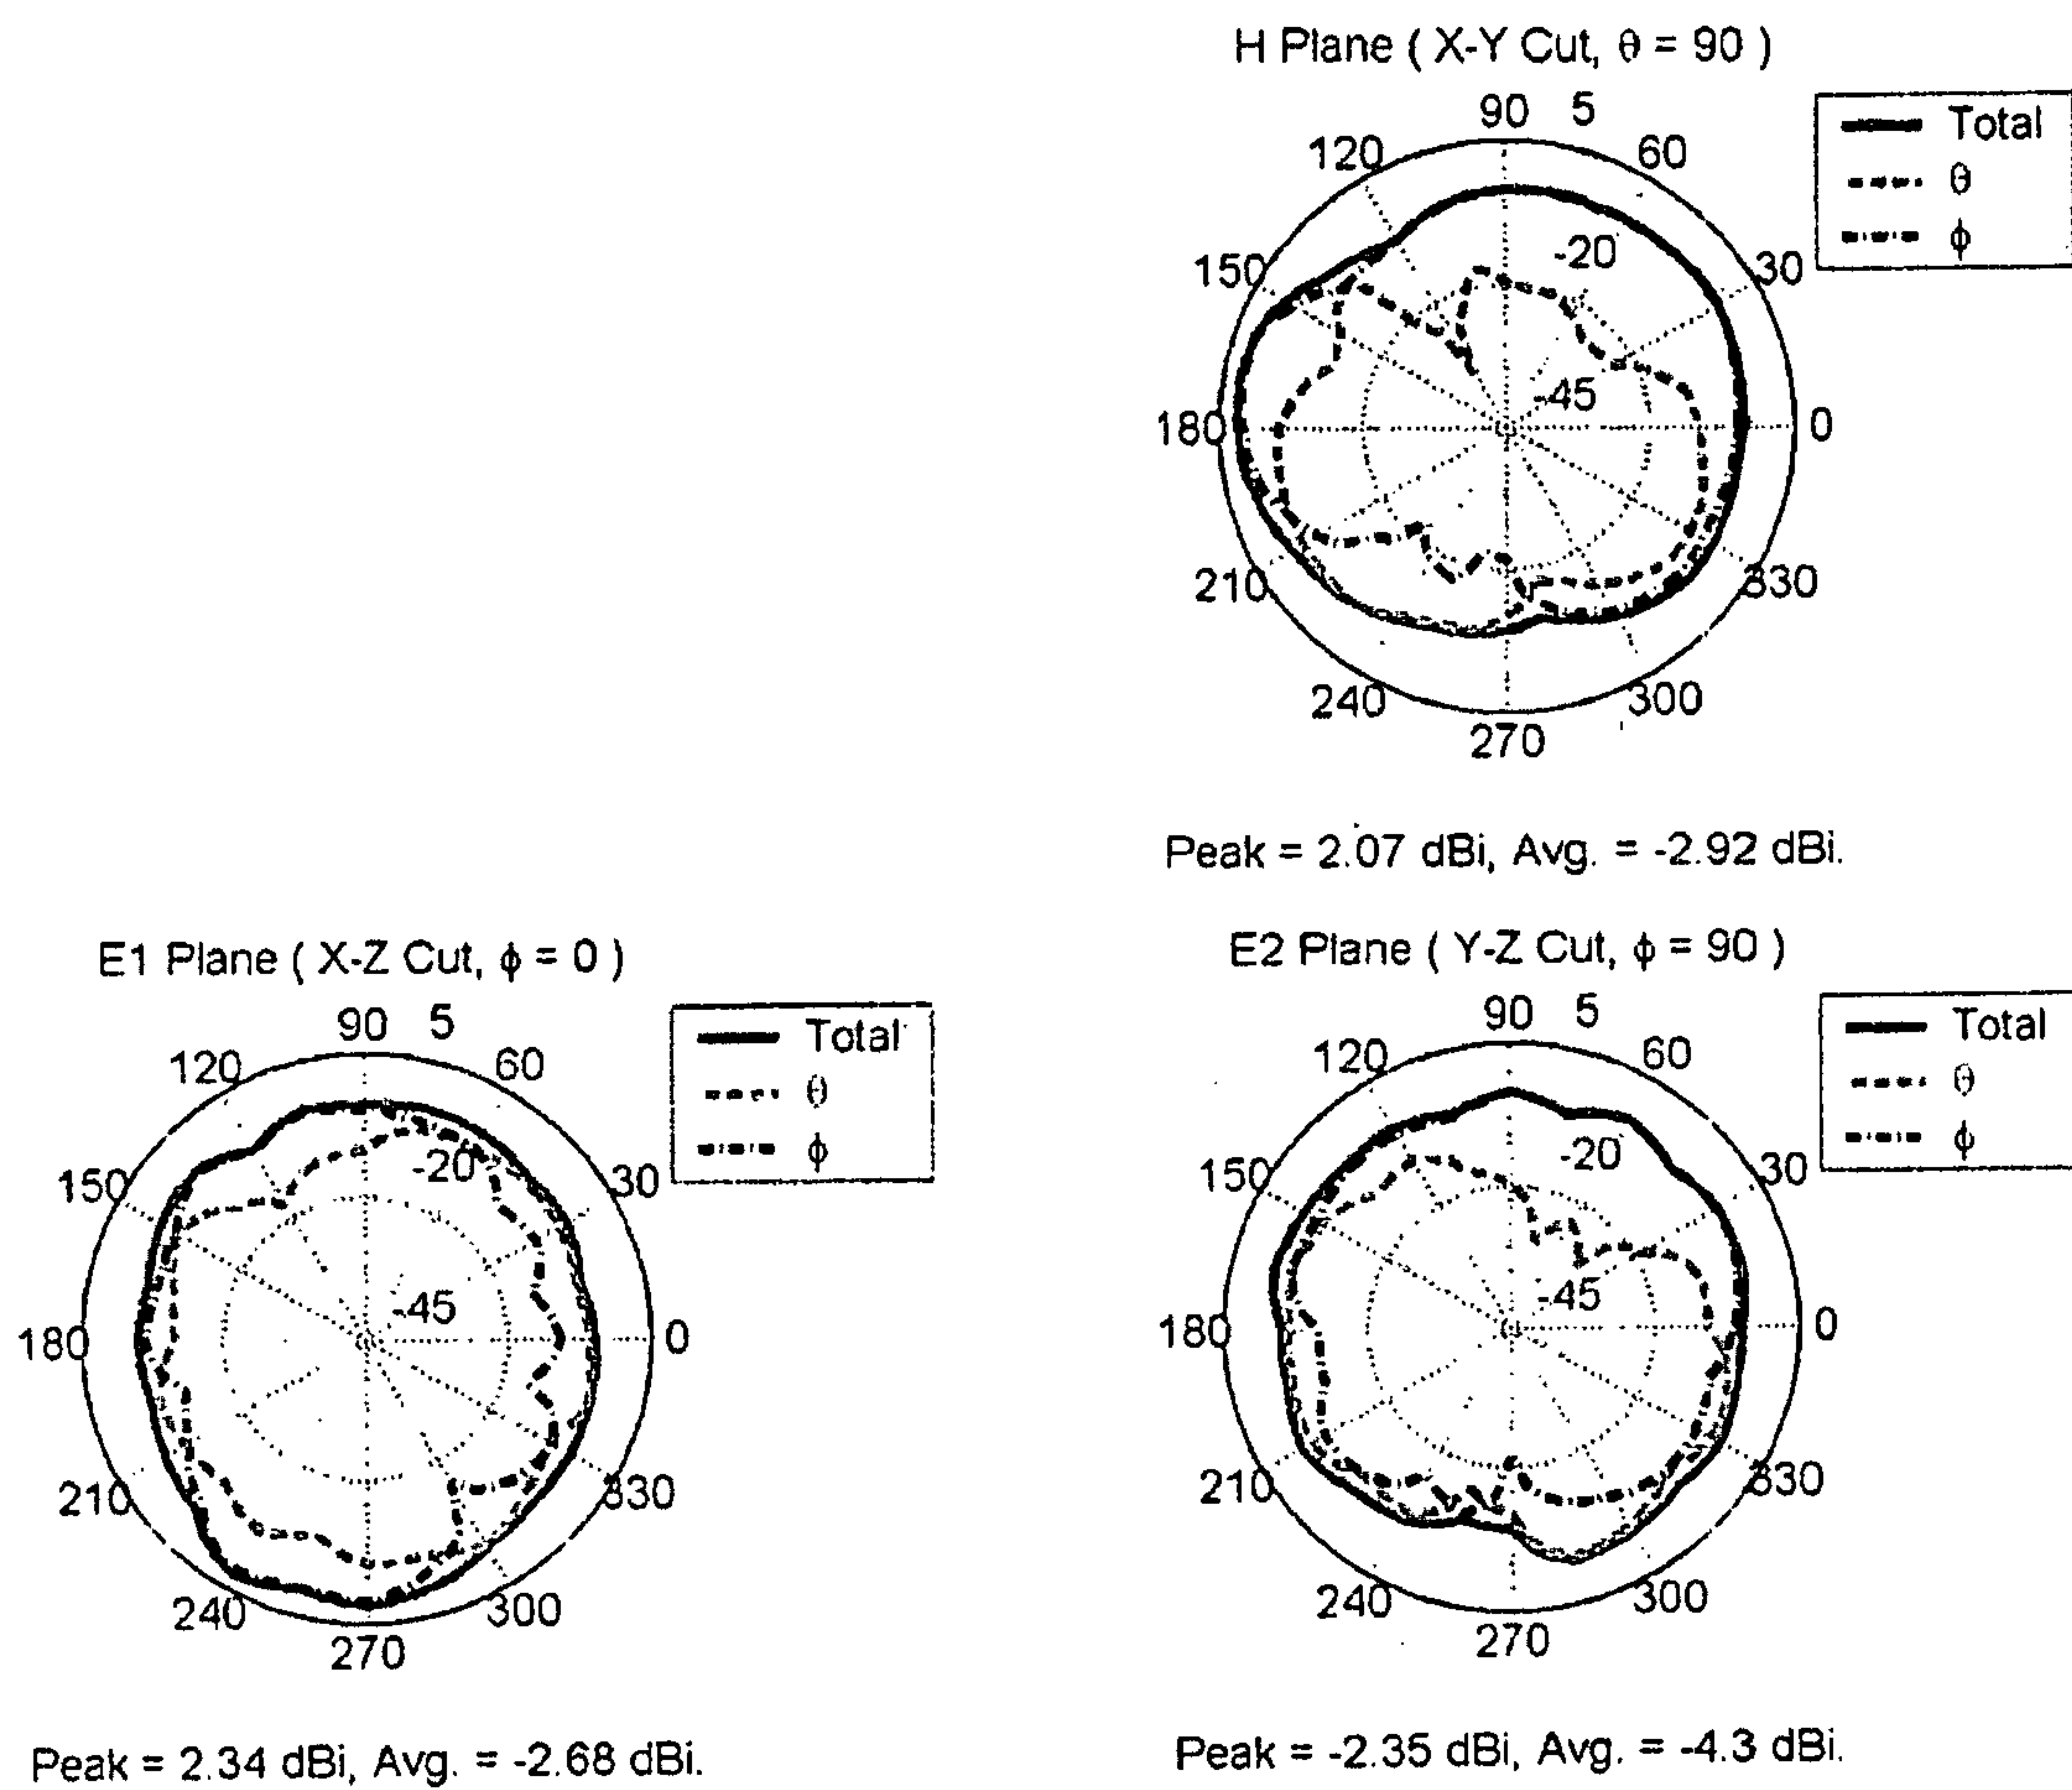 H Plane ( X-Y Cut, θ = 90 )
90 5
120 60
Total
θ
ϕ
-20
150 30
-45
180 0
210 330
240 300
270
Peak = 2.07 dBi, Avg. = -2.92 dBi.
E1 Plane ( X-Z Cut, ϕ = 0 )
90 5
120 60
Total
θ
ϕ
-20
150 30
-45
180 0
210 330
240 300
270
Peak = 2.34 dBi, Avg. = -2.68 dBi.
E2 Plane ( Y-Z Cut, ϕ = 90 )
90 5
120 60
Total
θ
ϕ
-20
150 30
-45
180 0
210 330
240 300
270
Peak = -2.35 dBi, Avg. = -4.3 dBi.